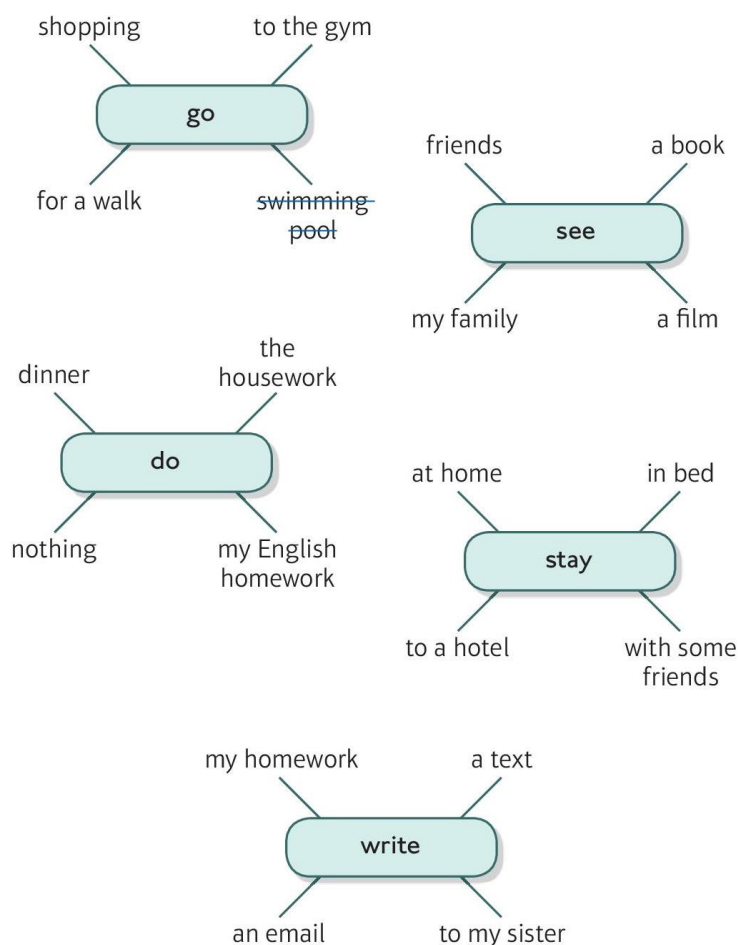 shopping
to the gym
go
for a walk
swimming
pool
friends
a book
see
my family
a film
dinner
the
housework
do
nothing
my English
homework
at home
in bed
stay
to a hotel
with some
friends
my homework
a text
write
an email
to my sister